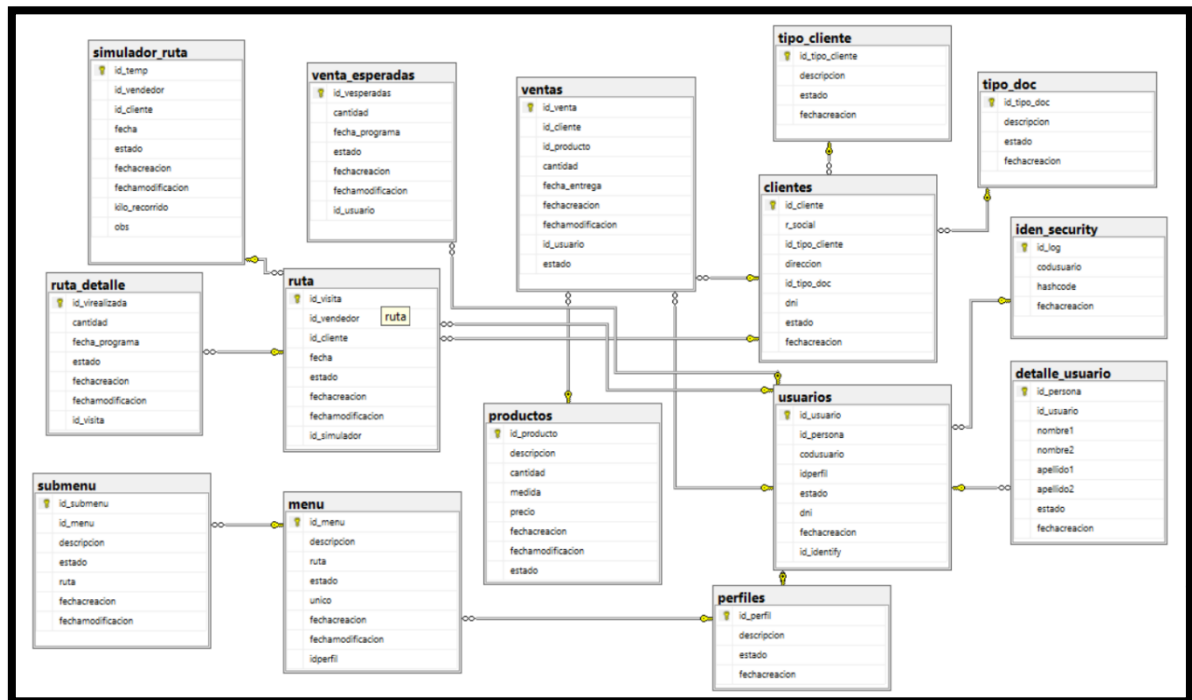 simulador_ruta
id_temp
id_vendedor
id_cliente
fecha
estado
fechacreacion
fechamodificacion
kilo_recorrido
obs
venta_esperadas
id_vesperadas
cantidad
fecha_programa
estado
fechacreacion
fechamodificacion
id_usuario
ventas
id_venta
id_cliente
id_producto
cantidad
fecha_entrega
fechacreacion
fechamodificacion
id_usuario
estado
tipo_cliente
id_tipo_cliente
descripcion
estado
fechacreacion
tipo_doc
id_tipo_doc
descripcion
estado
fechacreacion
clientes
id_cliente
r_social
id_tipo_cliente
direccion
id_tipo_doc
dni
estado
fechacreacion
iden_security
id_log
codusuario
hashcode
fechacreacion
ruta_detalle
id_virealizada
cantidad
fecha_programa
estado
fechacreacion
fechamodificacion
id_visita
ruta
id_visita
id_vendedor
id_cliente
fecha
estado
fechacreacion
fechamodificacion
id_simulador
ruta
productos
id_producto
descripcion
cantidad
medida
precio
fechacreacion
fechamodificacion
estado
usuarios
id_usuario
id_persona
codusuario
idperfil
estado
dni
fechacreacion
id_identify
detalle_usuario
id_persona
id_usuario
nombre1
nombre2
apellido1
apellido2
estado
fechacreacion
submenu
id_submenu
id_menu
descripcion
estado
ruta
fechacreacion
fechamodificacion
menu
id_menu
descripcion
ruta
estado
unico
fechacreacion
fechamodificacion
idperfil
perfiles
id_perfil
descripcion
estado
fechacreacion